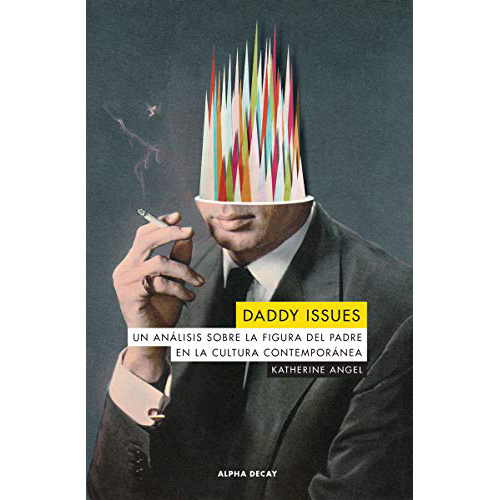 DADDY ISSUES
UN ANÁLISIS SOBRE LA FIGURA DEL PADRE
EN LA CULTURA CONTEMPORÁNEA
KATHERINE ANGEL
ALPHA DECAY